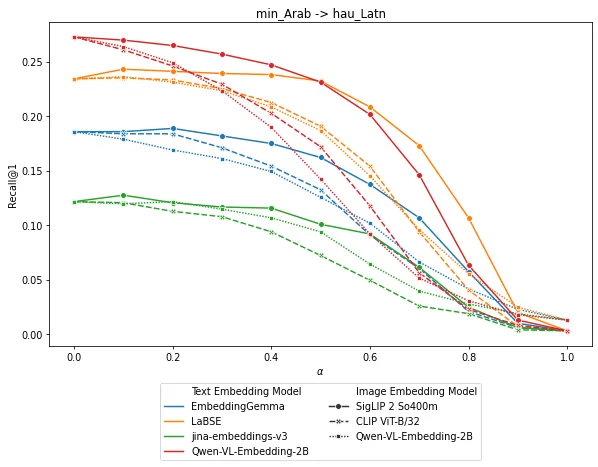 min_Arab -> hau_Latn
Recall@1
0.25
0.20
0.15
0.10
0.05
0.00
0.0 0.2 0.4 0.6 0.8 1.0
α
Text Embedding Model
EmbeddingGemma
LaBSE
jina-embeddings-v3
Qwen-VL-Embedding-2B
Image Embedding Model
SigLIP 2 So400m
CLIP ViT-B/32
Qwen-VL-Embedding-2B